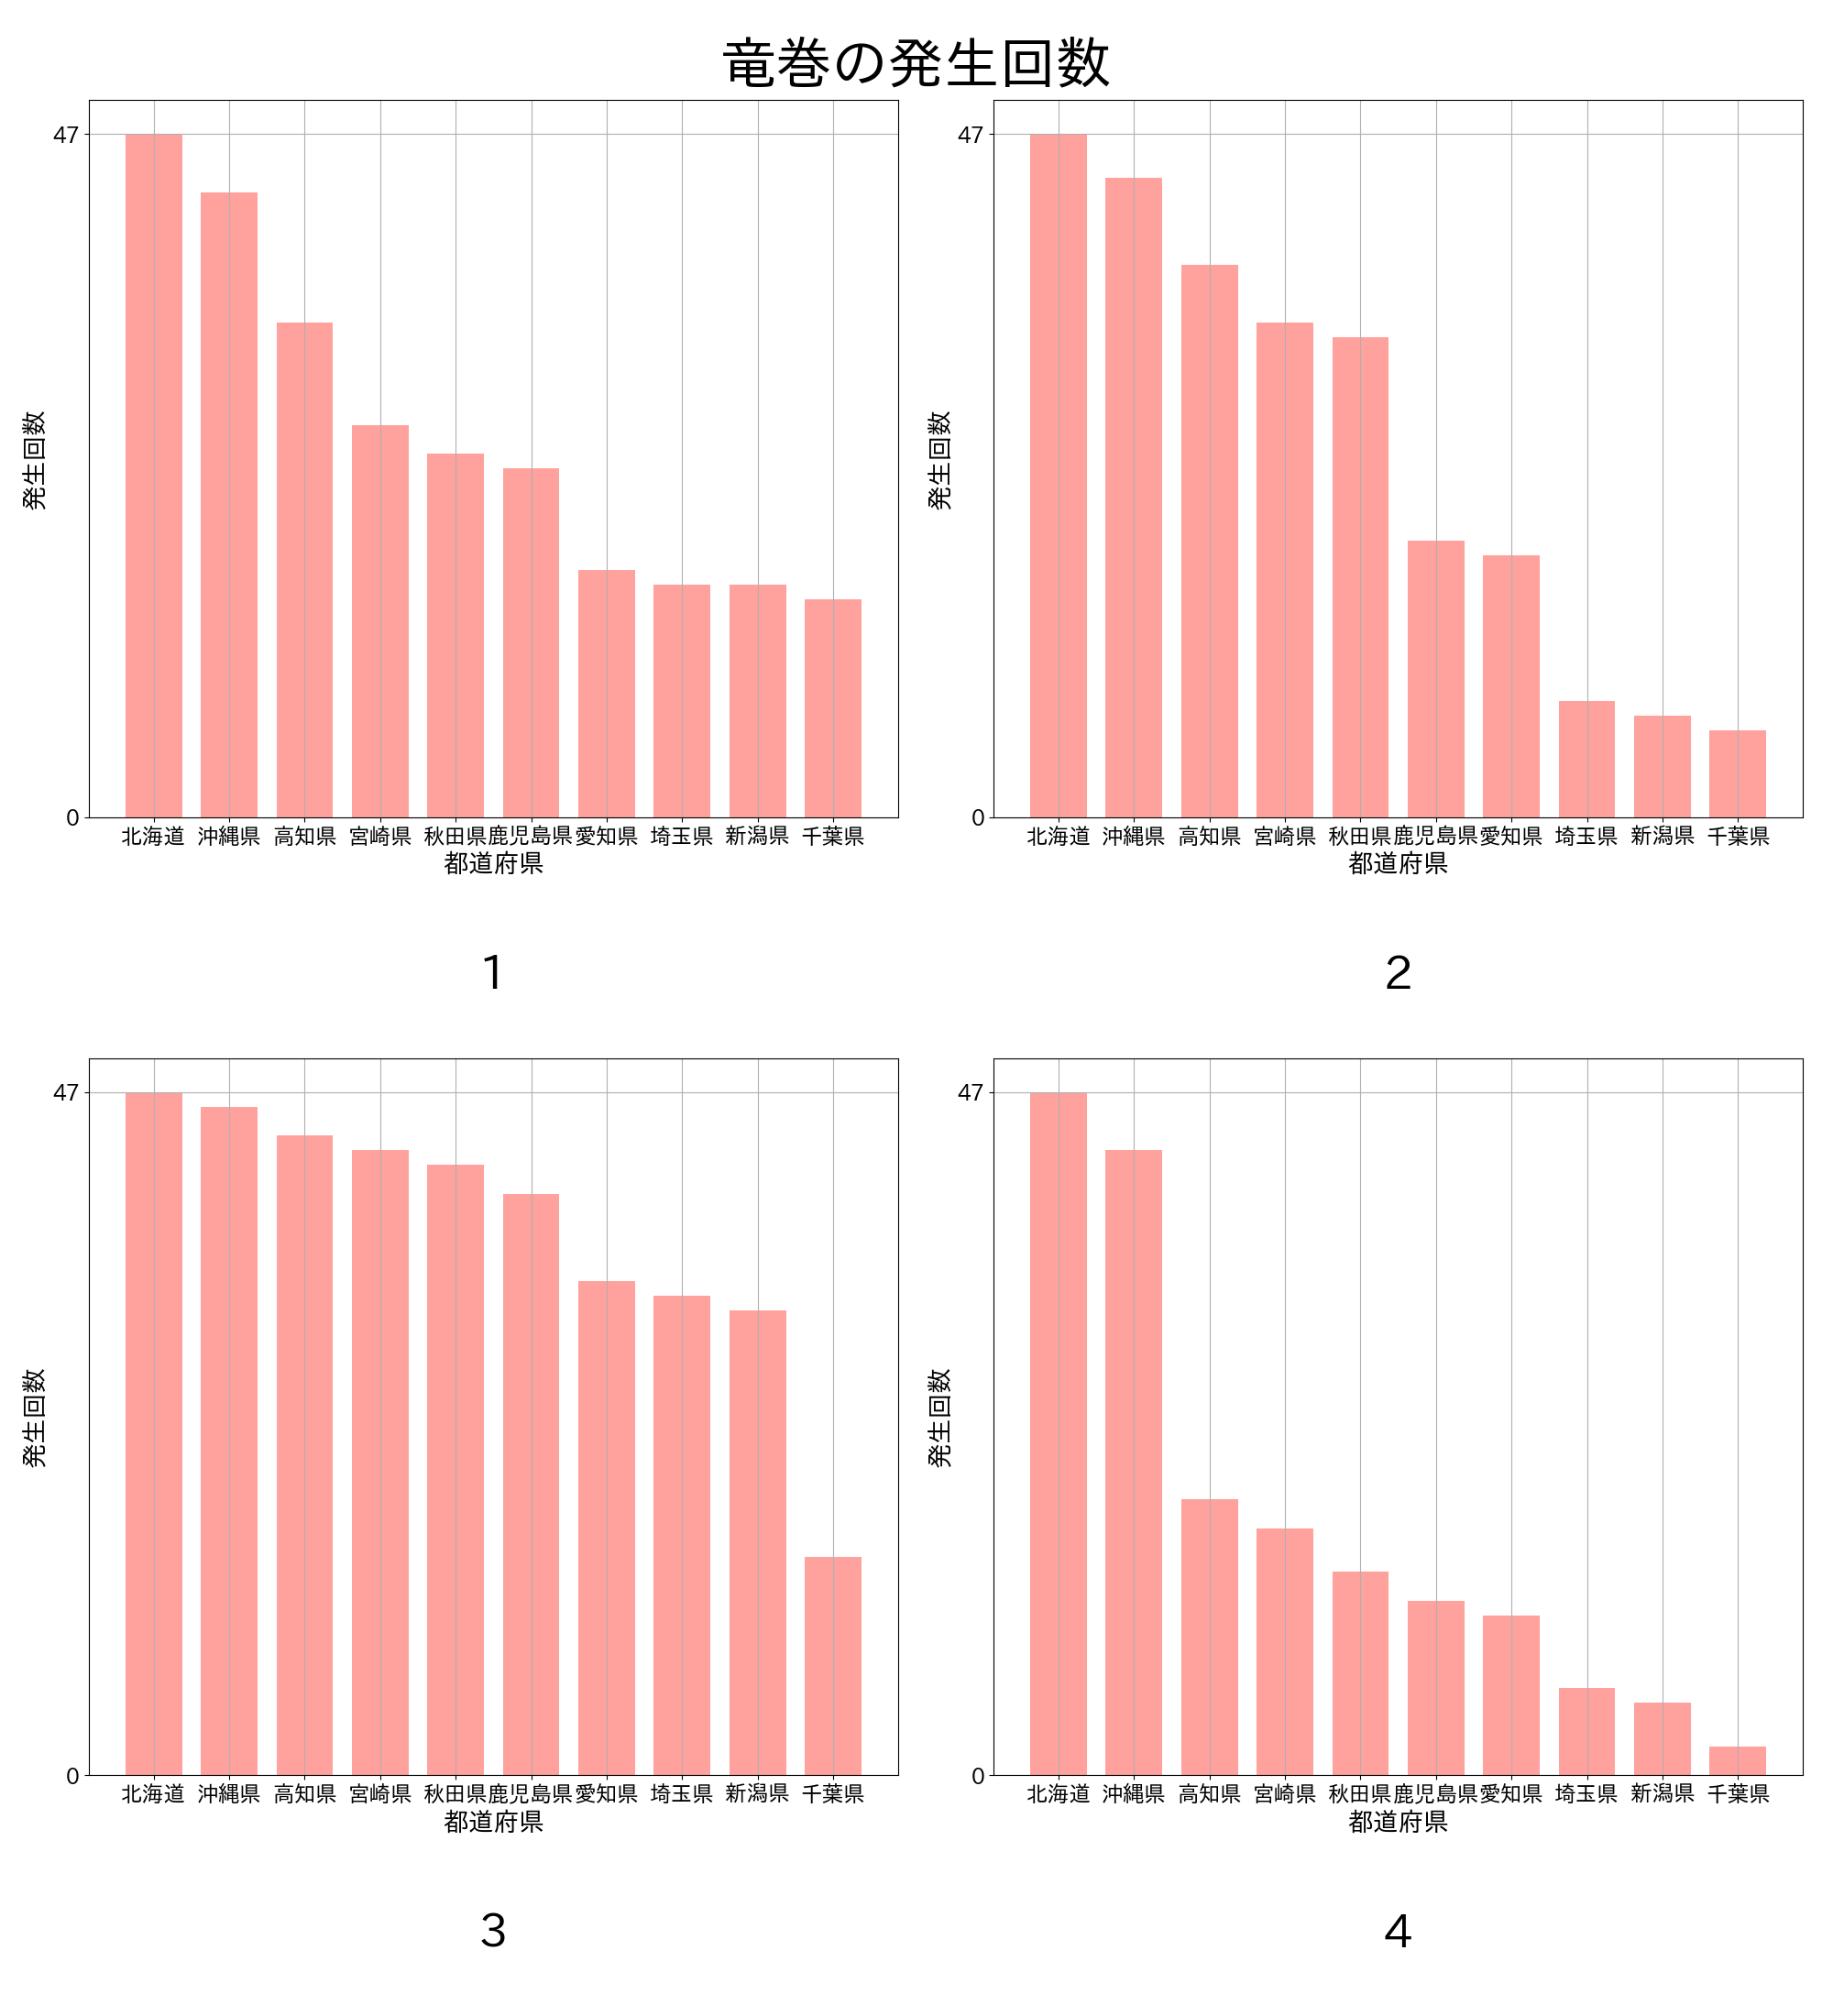 竜巻の発生回数
47
0
発生回数
北海道 沖縄県 高知県 宮崎県 秋田県 鹿児島県 愛知県 埼玉県 新潟県 千葉県
都道府県
1
47
0
発生回数
北海道 沖縄県 高知県 宮崎県 秋田県 鹿児島県 愛知県 埼玉県 新潟県 千葉県
都道府県
2
47
0
発生回数
北海道 沖縄県 高知県 宮崎県 秋田県 鹿児島県 愛知県 埼玉県 新潟県 千葉県
都道府県
3
47
0
発生回数
北海道 沖縄県 高知県 宮崎県 秋田県 鹿児島県 愛知県 埼玉県 新潟県 千葉県
都道府県
4